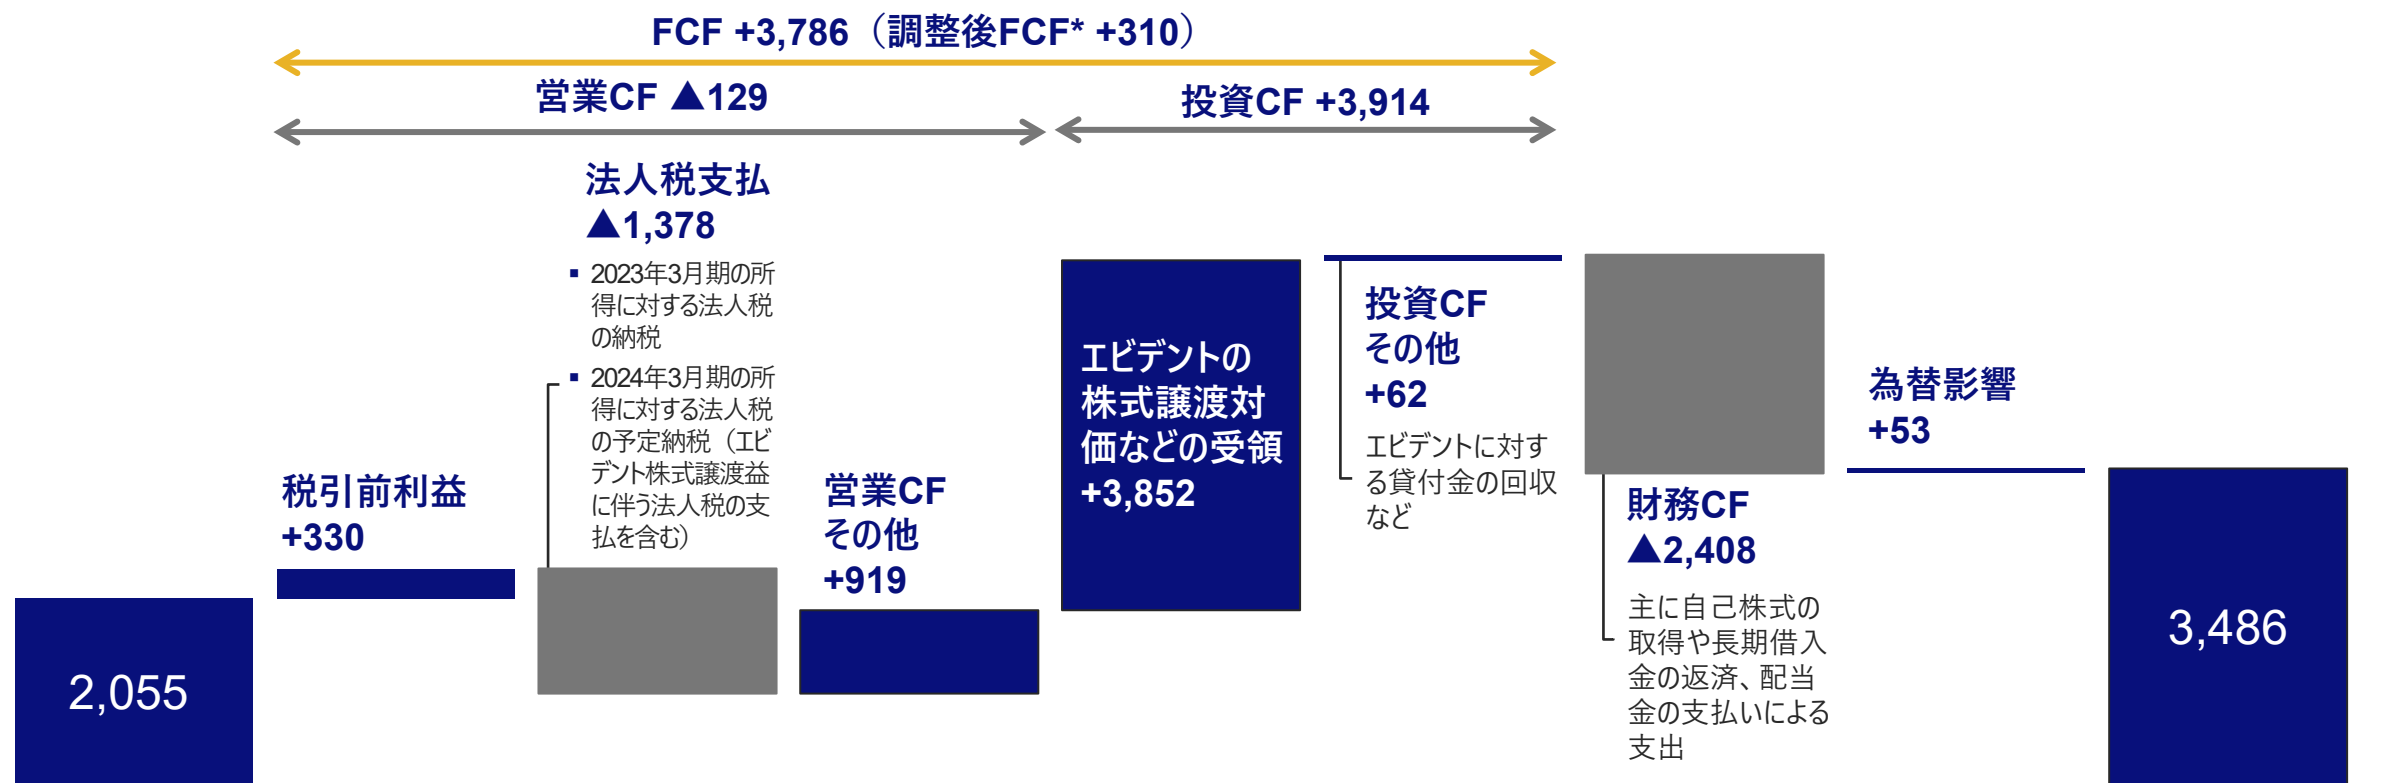 FCF +3,786（調整後FCF* +310）
営業CF ▲129
投資CF +3,914
法人税支払
▲1,378
▪ 2023年3月期の所
得に対する法人税
の納税
▪ 2024年3月期の所
得に対する法人税
の予定納税（エビ
デント株式譲渡益
に伴う法人税の支
払を含む）
2,055
税引前利益
+330
営業CF
その他
+919
エビデントの
株式譲渡対
価などの受領
+3,852
投資CF
その他
+62
エビデントに対す
る貸付金の回収
など
財務CF
▲2,408
主に自己株式の
取得や長期借入
金の返済、配当
金の支払いによる
支出
為替影響
+53
3,486